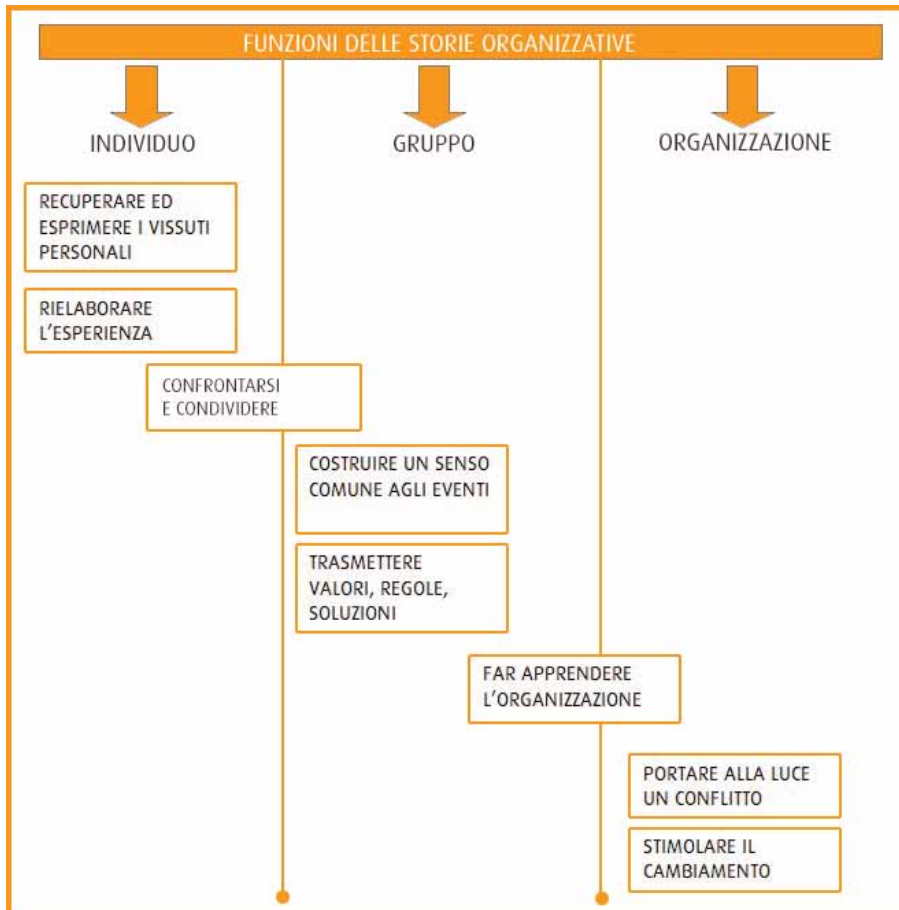 FUNZIONI DELLE STORIE ORGANIZZATIVE
INDIVIDUO
GRUPPO
ORGANIZZAZIONE
RECUPERARE ED
ESPRIMERE I VISSUTI
PERSONALI
RIELABORARE
L'ESPERIENZA
CONFRONTARSI
E CONDIVIDERE
COSTRUIRE UN SENSO
COMUNE AGLI EVENTI
TRASMETTERE
VALORI, REGOLE,
SOLUZIONI
FAR APPRENDERE
L'ORGANIZZAZIONE
PORTARE ALLA LUCE
UN CONFLITTO
STIMOLARE IL
CAMBIAMENTO